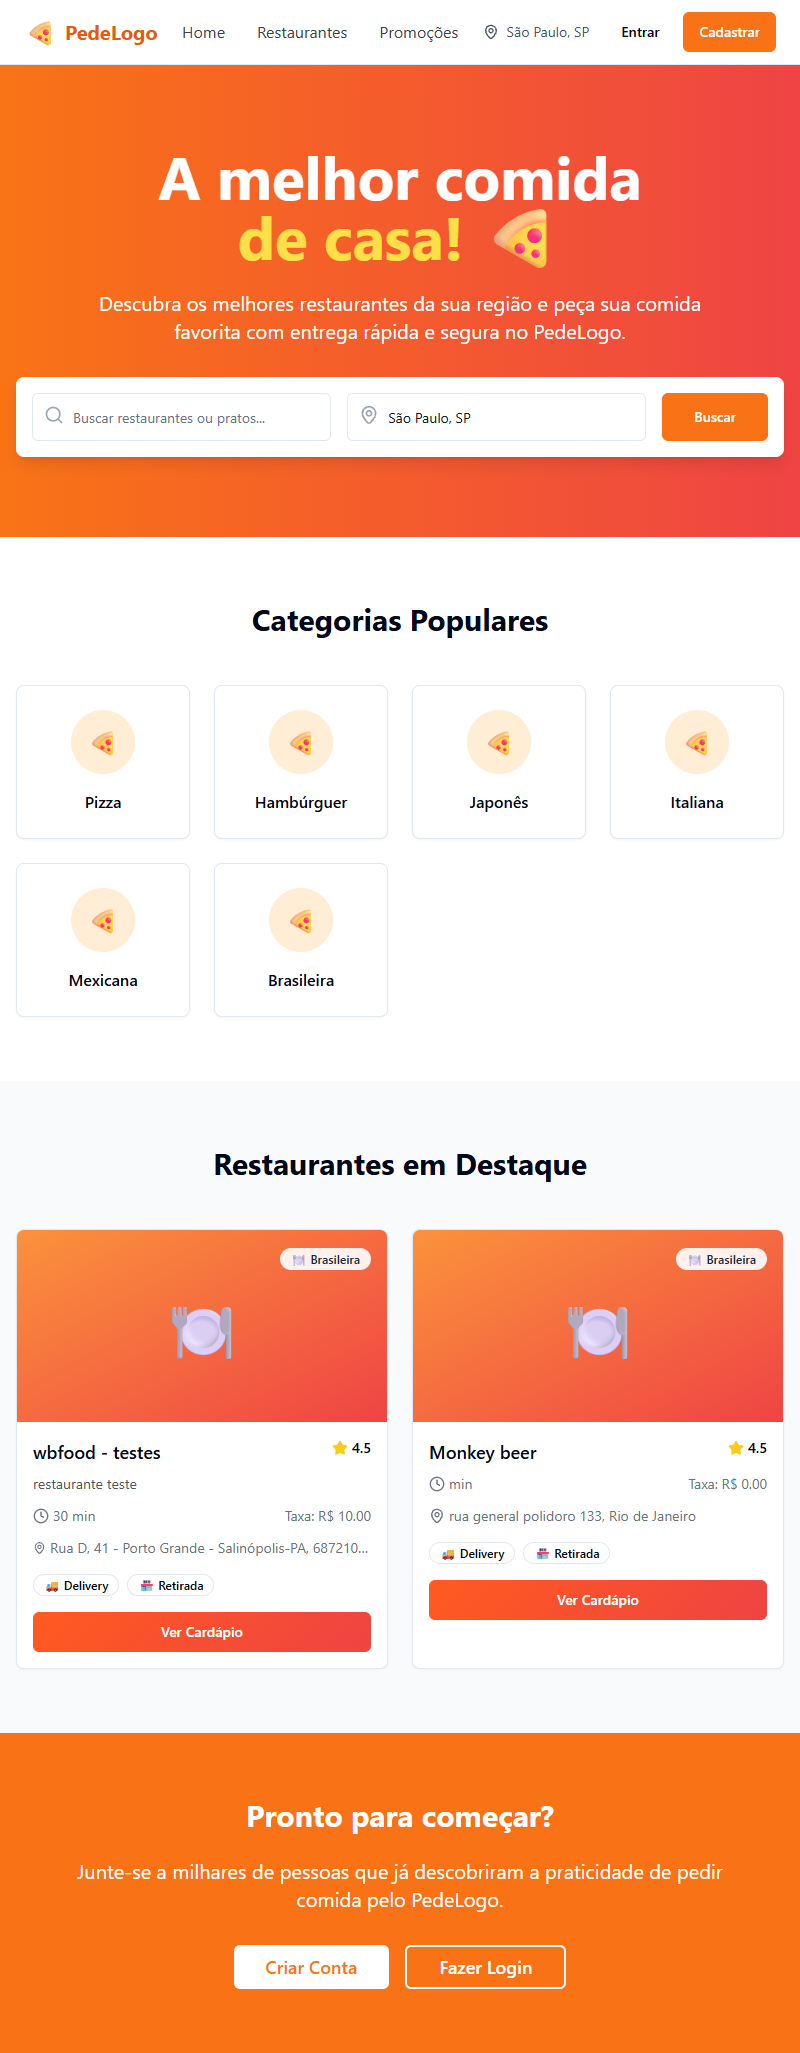 PedeLogo
Home
Restaurantes
Promoções
São Paulo, SP
Entrar
Cadastrar
A melhor comida
de casa!
Descubra os melhores restaurantes da sua região e peça sua comida
favorita com entrega rápida e segura no PedeLogo.
Buscar restaurantes ou pratos...
São Paulo, SP
Buscar
Categorias Populares
Pizza
Hambúrguer
Japonês
Italiana
Mexicana
Brasileira
Restaurantes em Destaque
Brasileira
wbfood - testes
4.5
restaurante teste
30 min
Taxa: R$ 10.00
Rua D, 41 - Porto Grande - Salinópolis-PA, 687210...
Delivery
Retirada
Ver Cardápio
Brasileira
Monkey beer
4.5
min
Taxa: R$ 0.00
rua general polidoro 133, Rio de Janeiro
Delivery
Retirada
Ver Cardápio
Pronto para começar?
Junte-se a milhares de pessoas que já descobriram a praticidade de pedir
comida pelo PedeLogo.
Criar Conta
Fazer Login